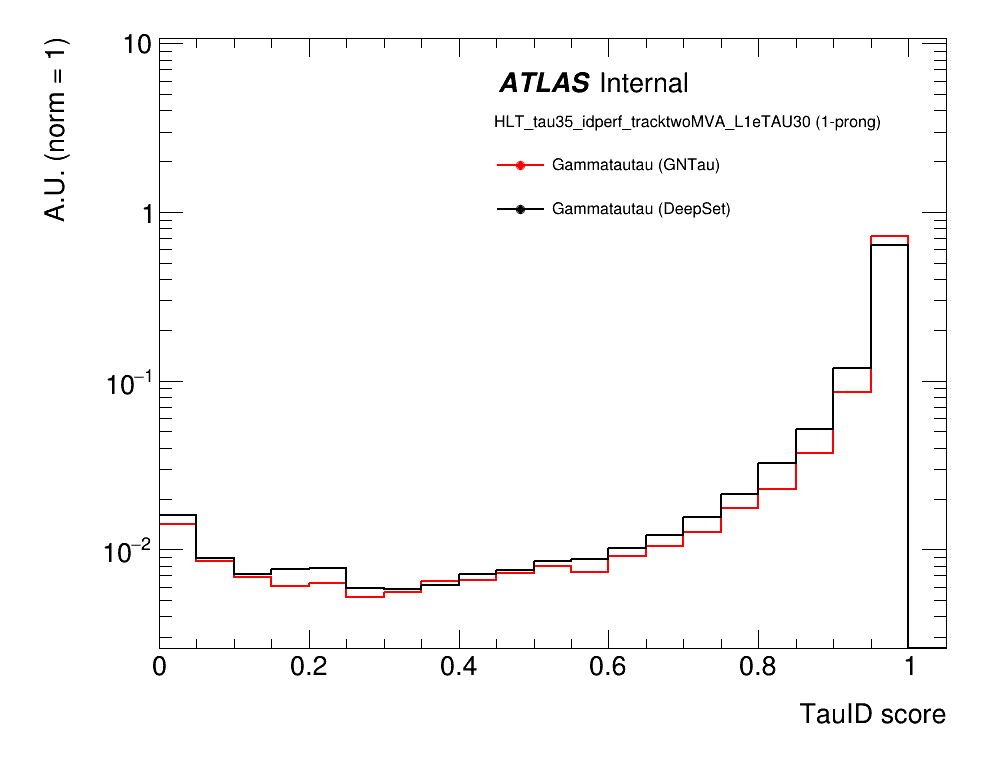 10
A.U. (norm = 1)
ATLAS Internal
HLT_tau35_idperf_tracktwoMVA_L1eTAU30 (1-prong)
Gammatautau (GNTau)
Gammatautau (DeepSet)
1
10⁻¹
10⁻²
0 0.2 0.4 0.6 0.8 1
TauID score